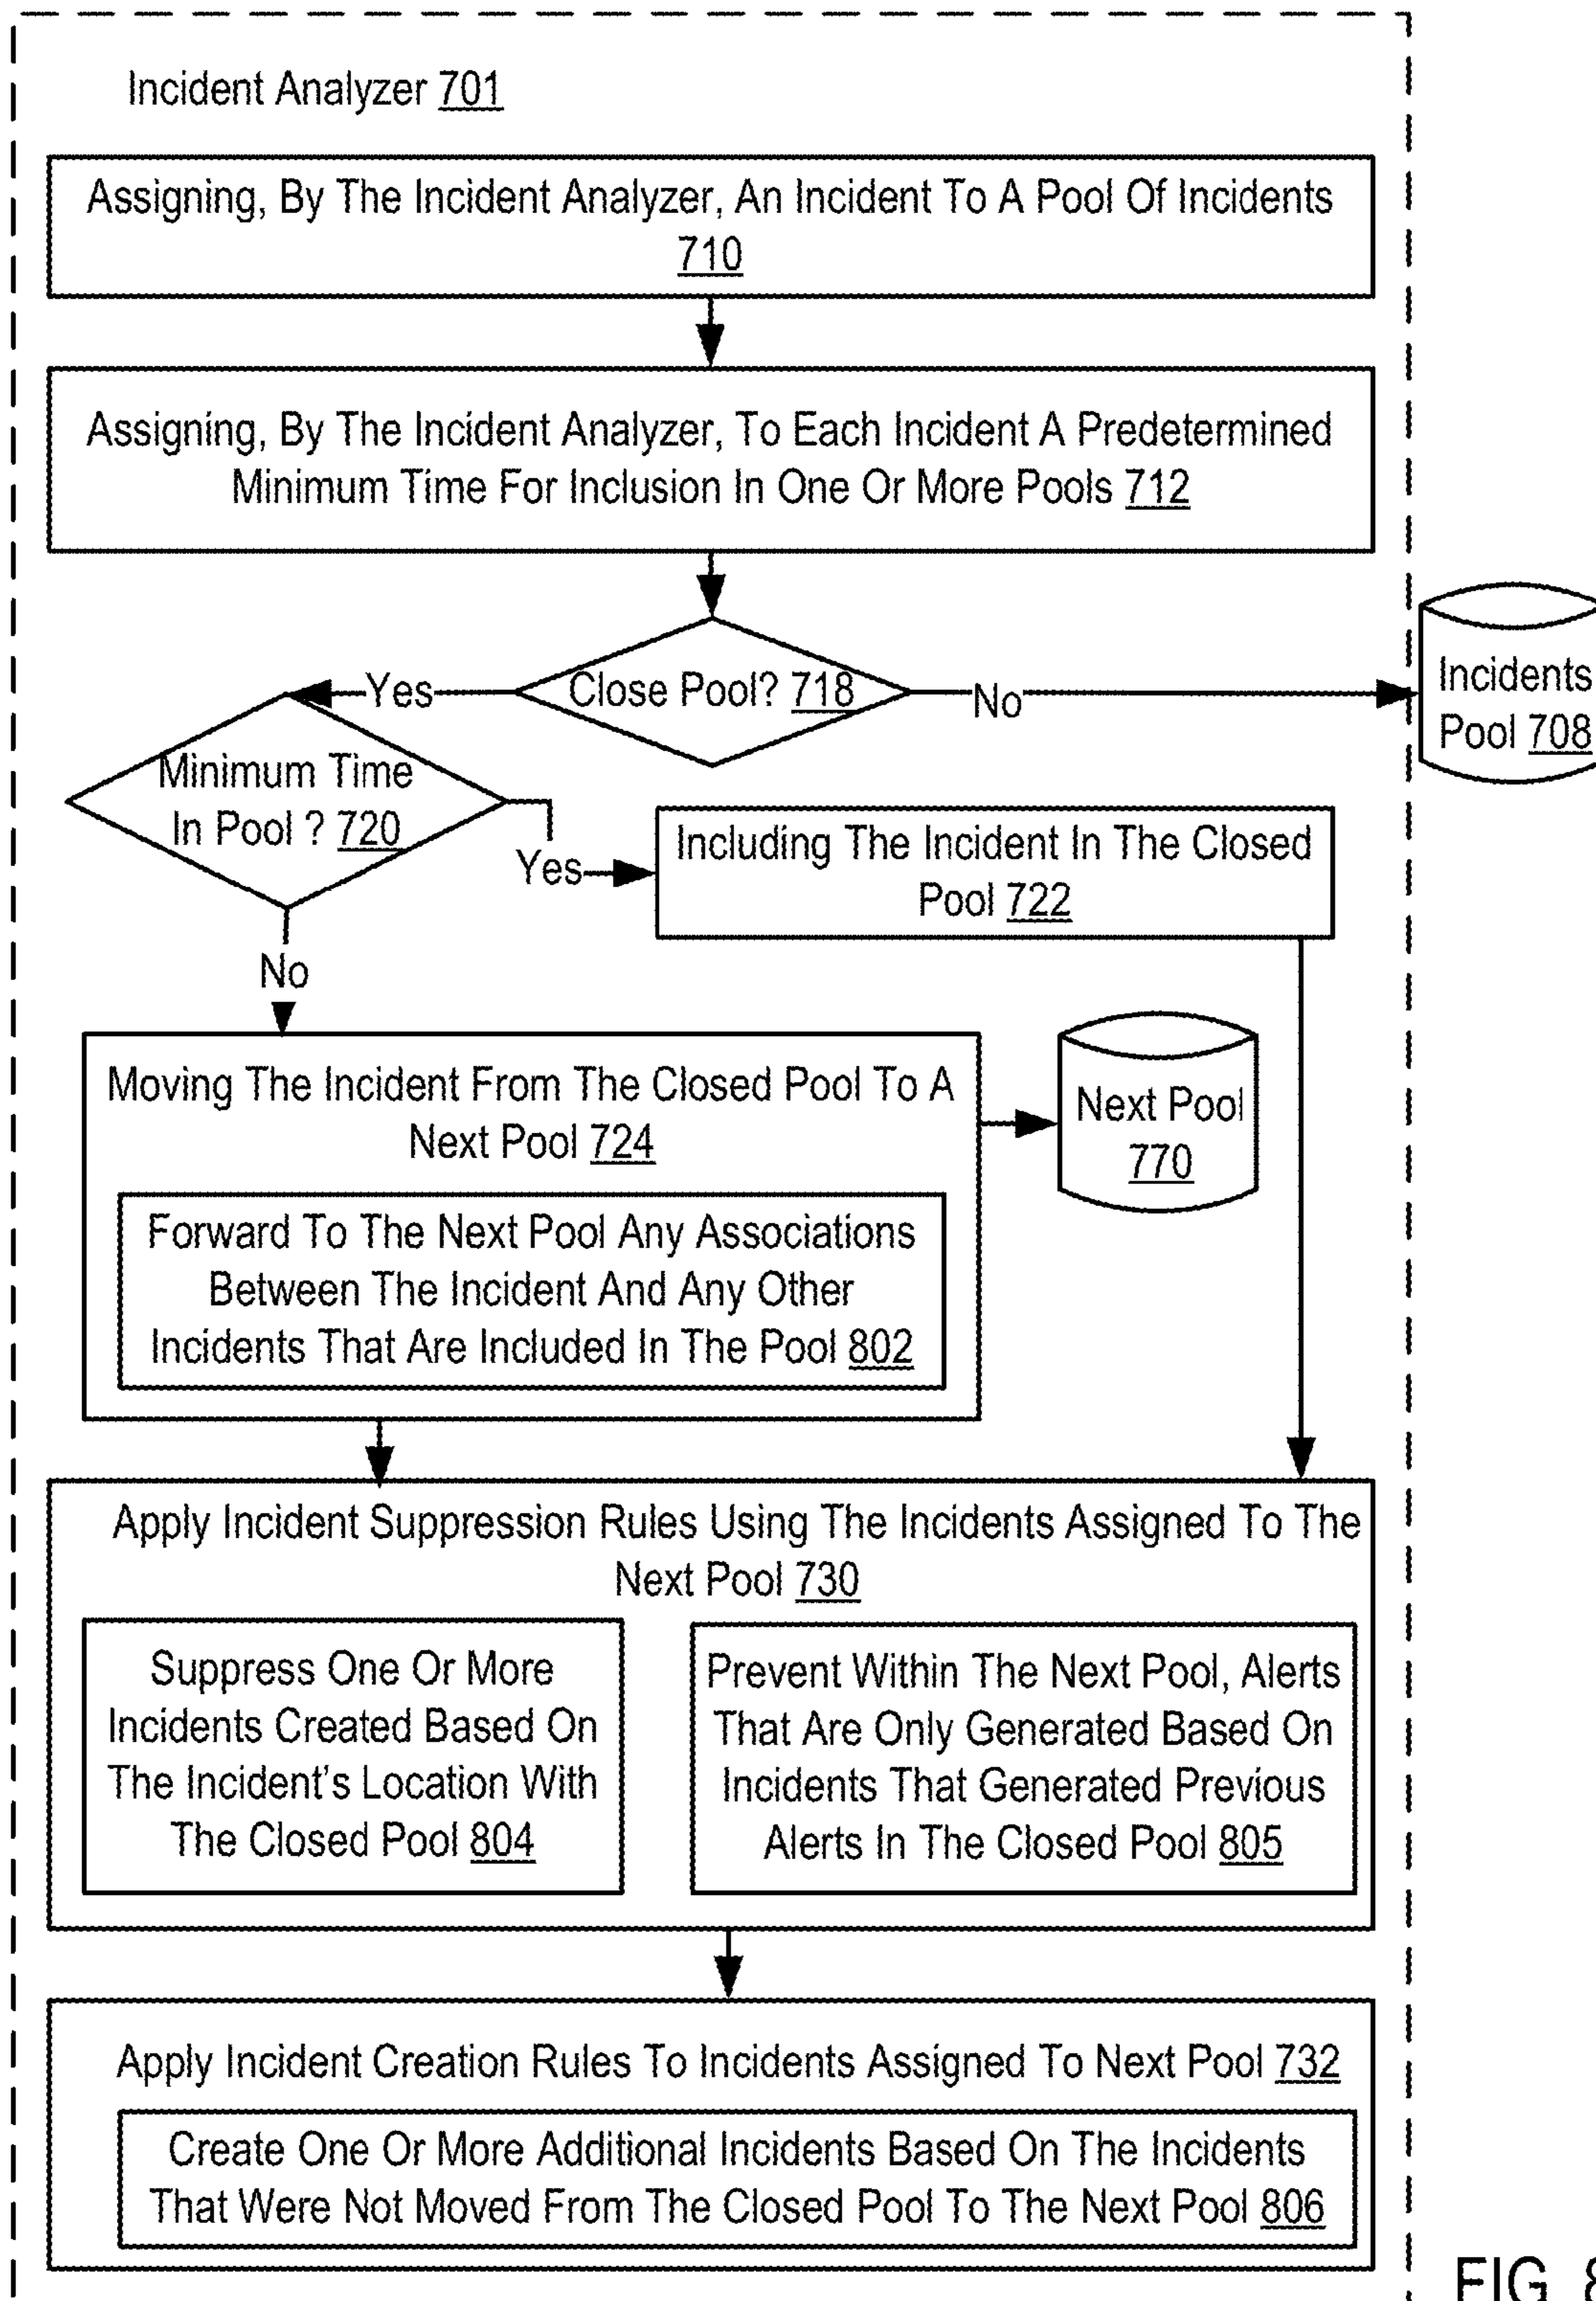 Incident Analyzer 701
Assigning, By The Incident Analyzer, An Incident To A Pool Of Incidents
710
Assigning, By The Incident Analyzer, To Each Incident A Predetermined
Minimum Time For Inclusion In One Or More Pools 712
Close Pool? 718
Yes
No
Incidents
Pool 708
Minimum Time
In Pool ? 720
Yes
No
Including The Incident In The Closed
Pool 722
Moving The Incident From The Closed Pool To A
Next Pool 724
Next Pool
770
Forward To The Next Pool Any Associations
Between The Incident And Any Other
Incidents That Are Included In The Pool 802
Apply Incident Suppression Rules Using The Incidents Assigned To The
Next Pool 730
Suppress One Or More
Incidents Created Based On
The Incident's Location With
The Closed Pool 804
Prevent Within The Next Pool, Alerts
That Are Only Generated Based On
Incidents That Generated Previous
Alerts In The Closed Pool 805
Apply Incident Creation Rules To Incidents Assigned To Next Pool 732
Create One Or More Additional Incidents Based On The Incidents
That Were Not Moved From The Closed Pool To The Next Pool 806
FIG. 8